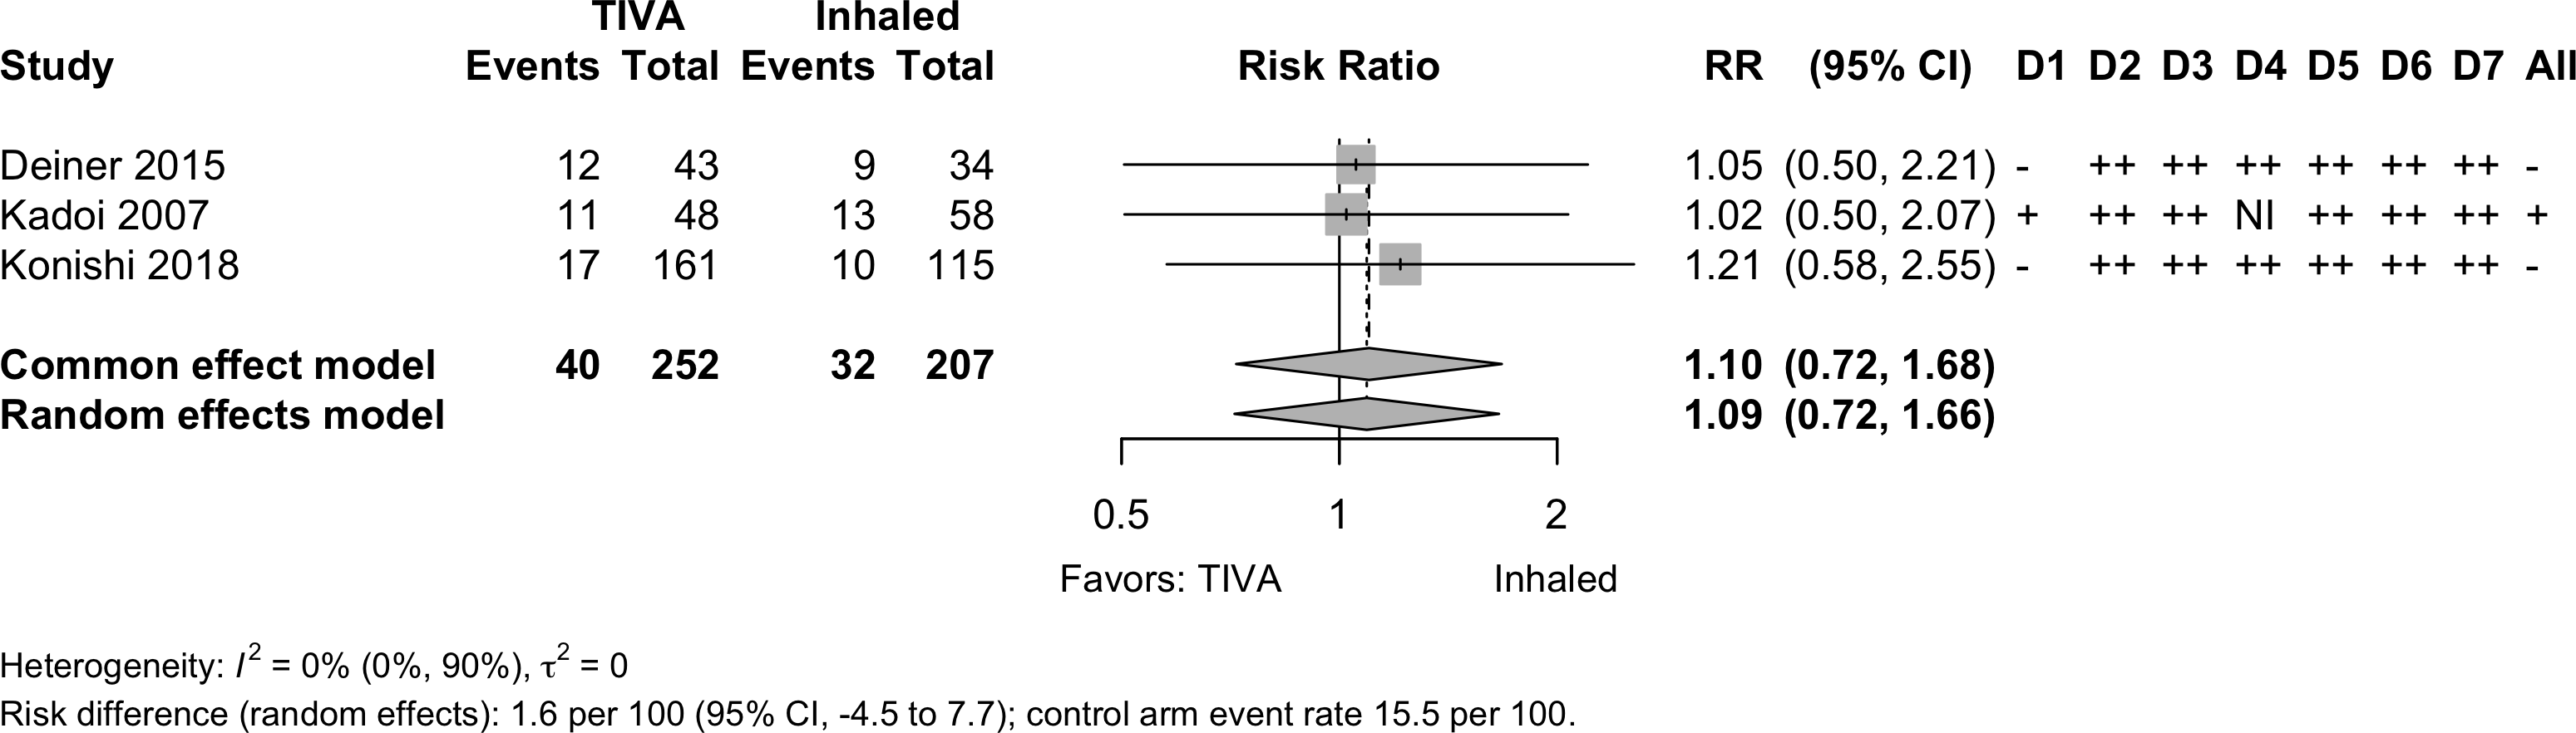 TIVA Inhaled
Study Events Total Events Total Risk Ratio RR (95% CI) D1 D2 D3 D4 D5 D6 D7 All
Deiner 2015 12 43 9 34 1.05 (0.50, 2.21) - ++ ++ ++ ++ ++ ++ -
Kadoi 2007 11 48 13 58 1.02 (0.50, 2.07) + ++ ++ NI ++ ++ ++ +
Konishi 2018 17 161 10 115 1.21 (0.58, 2.55) - ++ ++ ++ ++ ++ ++ -
Common effect model 40 252 32 207 1.10 (0.72, 1.68)
Random effects model 1.09 (0.72, 1.66)
0.5 1 2
Favors: TIVA Inhaled
Heterogeneity: I² = 0% (0%, 90%), τ² = 0
Risk difference (random effects): 1.6 per 100 (95% CI, -4.5 to 7.7); control arm event rate 15.5 per 100.